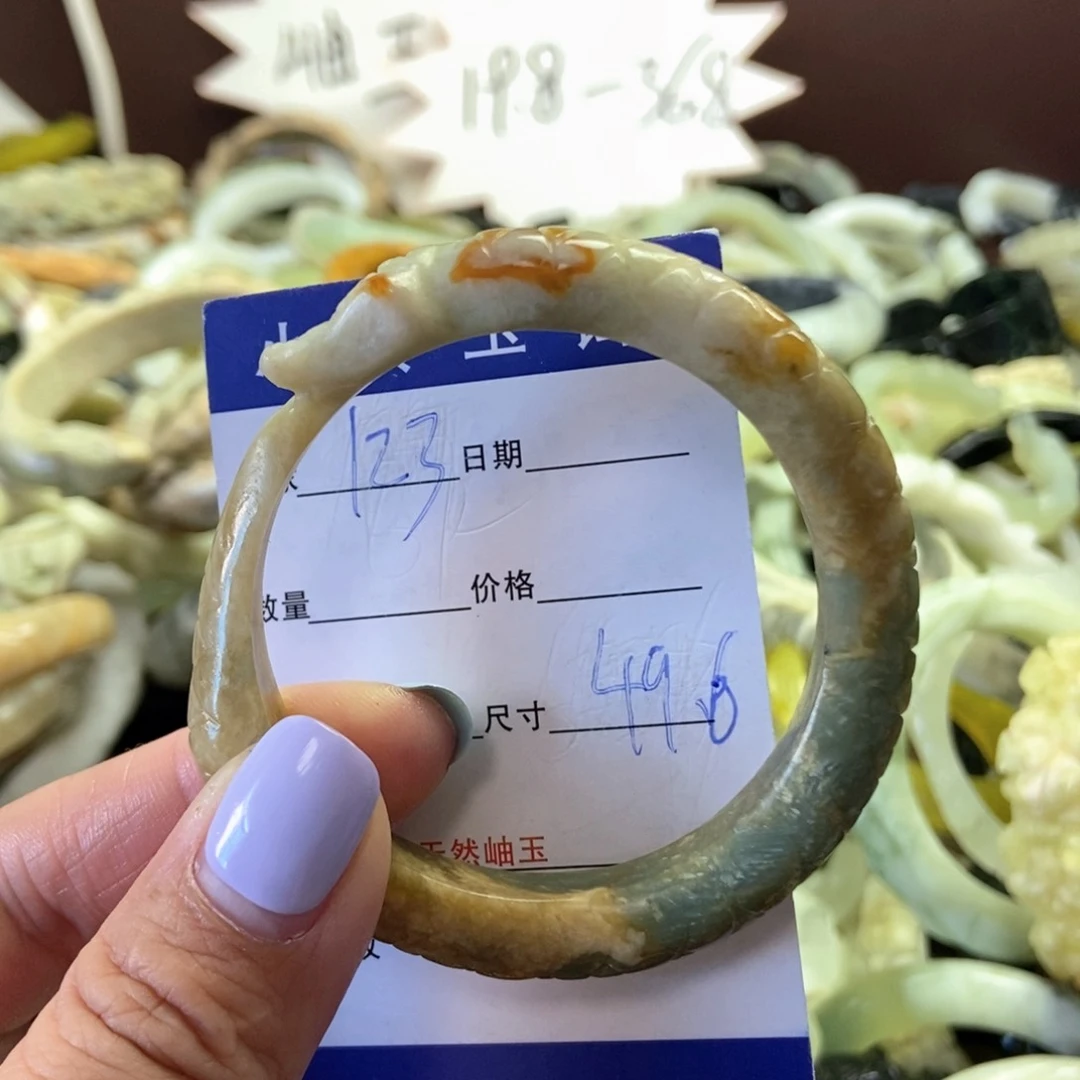 岫玉
198-368
玉
123 日期
数量 价格
尺寸 49.6
天然岫玉